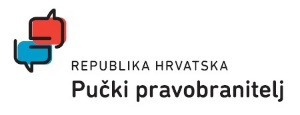 REPUBLIKA HRVATSKA
Pučki pravobranitelj